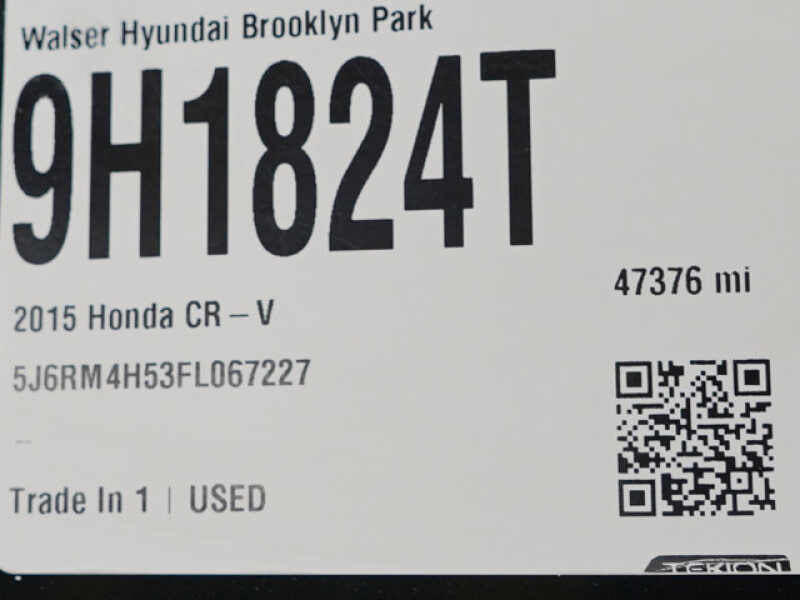 Walser Hyundai Brooklyn Park
9H1824T
47376 mi
2015 Honda CR – V
5J6RM4H53FL067227
--
Trade In 1 | USED
TEKION